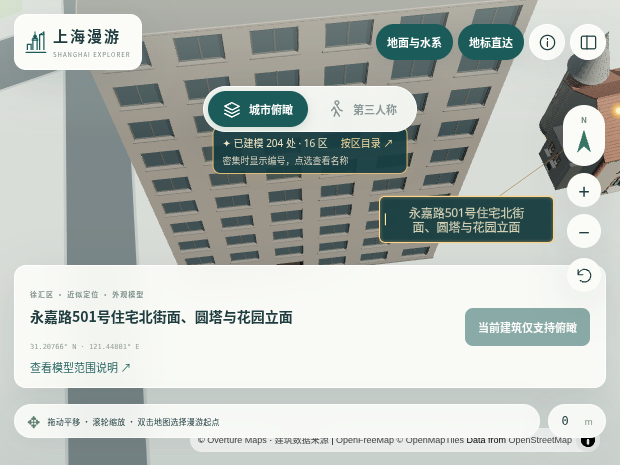 上海漫游
SHANGHAI EXPLORER
地面与水系
地标直达
城市俯瞰
第三人称
✦ 已建模 204 处 · 16 区 按区目录 ↗
密集时显示编号，点选查看名称
N
永嘉路501号住宅北街
面、圆塔与花园立面
+
−
徐汇区 · 近似定位 · 外观模型
永嘉路501号住宅北街面、圆塔与花园立面
31.20766° N · 121.44801° E
查看模型范围说明 ↗
当前建筑仅支持俯瞰
拖动平移 · 滚轮缩放 · 双击地图选择漫游起点
0 m
© Overture Maps · 建筑数据来源 | OpenFreeMap © OpenMapTiles Data from OpenStreetMap